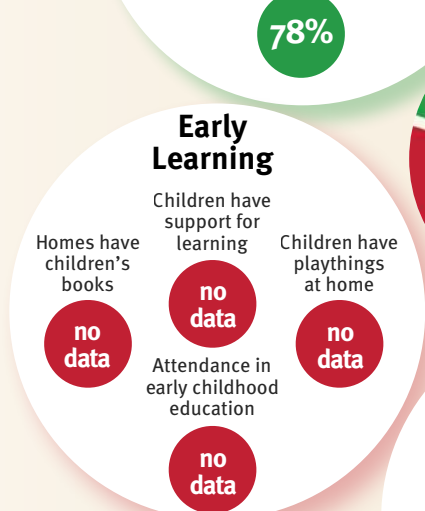 78%
Early
Learning
Children have
support for
learning
no
data
Homes have
children's
books
no
data
Children have
playthings
at home
no
data
Attendance in
early childhood
education
no
data